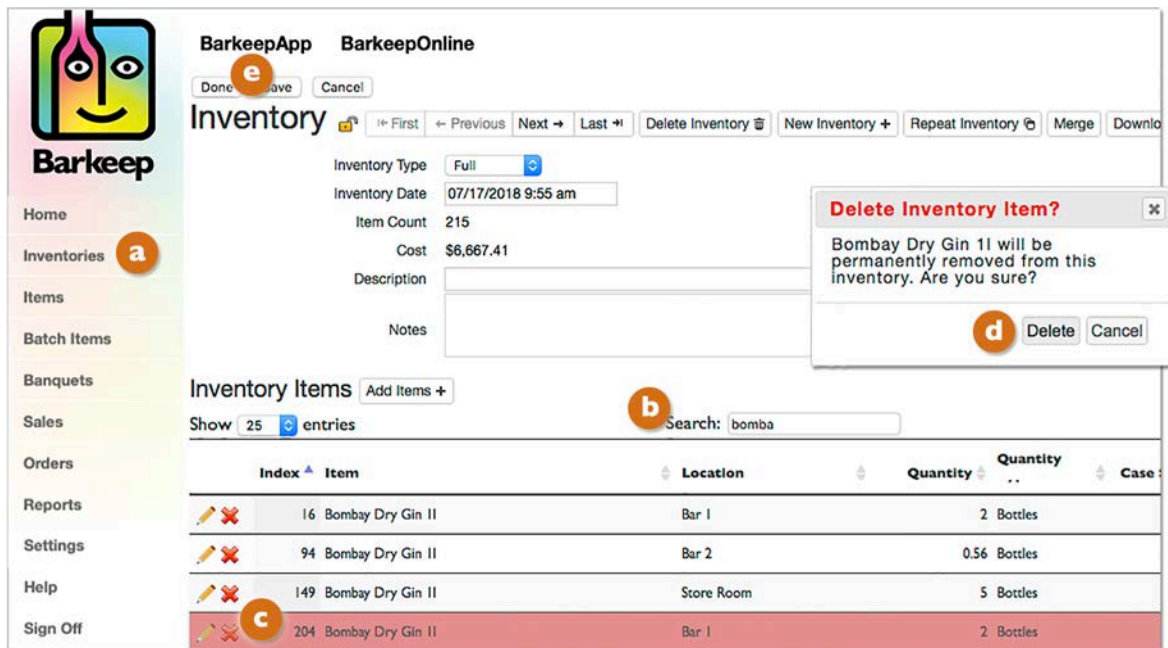 BarkeepApp BarkeepOnline
e
Done Save Cancel
Barkeep
Inventory First Previous Next Last Delete Inventory New Inventory + Repeat Inventory Merge Downlo
Inventory Type Full
Inventory Date 07/17/2018 9:55 am
Item Count 215
Cost $6,667.41
Description
Notes
Home
Inventories a
Items
Batch Items
Banquets
Sales
Orders
Reports
Settings
Help
Sign Off
Delete Inventory Item?
Bombay Dry Gin 1l will be
permanently removed from this
inventory. Are you sure?
d Delete Cancel
Inventory Items Add Items +
b
Show 25 entries Search: bomba
Index Item Location Quantity Quantity Case
16 Bombay Dry Gin 1l Bar 1 2 Bottles
94 Bombay Dry Gin 1l Bar 2 0.56 Bottles
149 Bombay Dry Gin 1l Store Room 5 Bottles
c
204 Bombay Dry Gin 1l Bar 1 2 Bottles